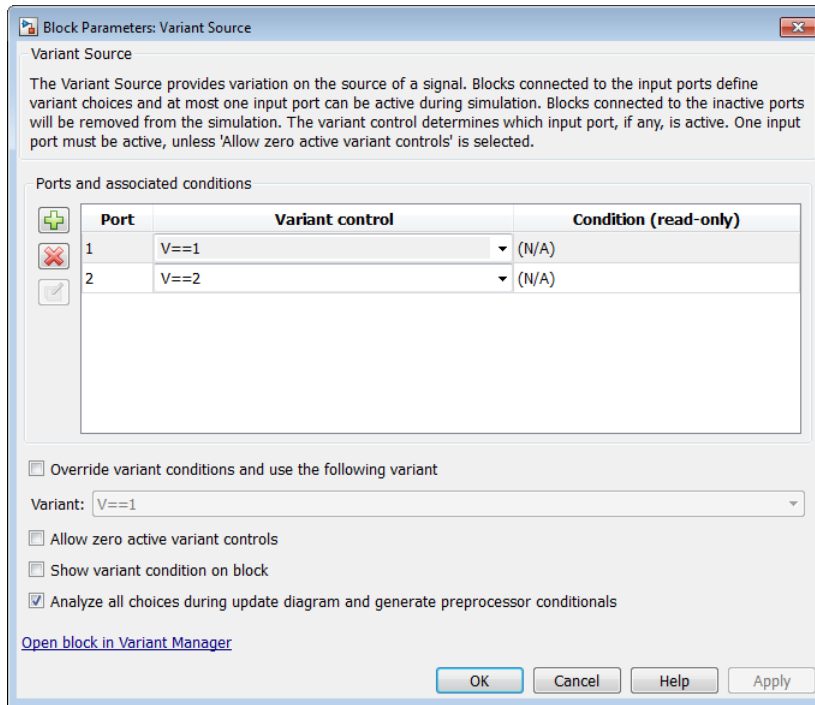 Block Parameters: Variant Source
Variant Source
The Variant Source provides variation on the source of a signal. Blocks connected to the input ports define
variant choices and at most one input port can be active during simulation. Blocks connected to the inactive ports
will be removed from the simulation. The variant control determines which input port, if any, is active. One input
port must be active, unless 'Allow zero active variant controls' is selected.
Ports and associated conditions
Port Variant control Condition (read-only)
1 V==1 (N/A)
2 V==2 (N/A)
Override variant conditions and use the following variant
Variant: V==1
Allow zero active variant controls
Show variant condition on block
Analyze all choices during update diagram and generate preprocessor conditionals
Open block in Variant Manager
OK Cancel Help Apply